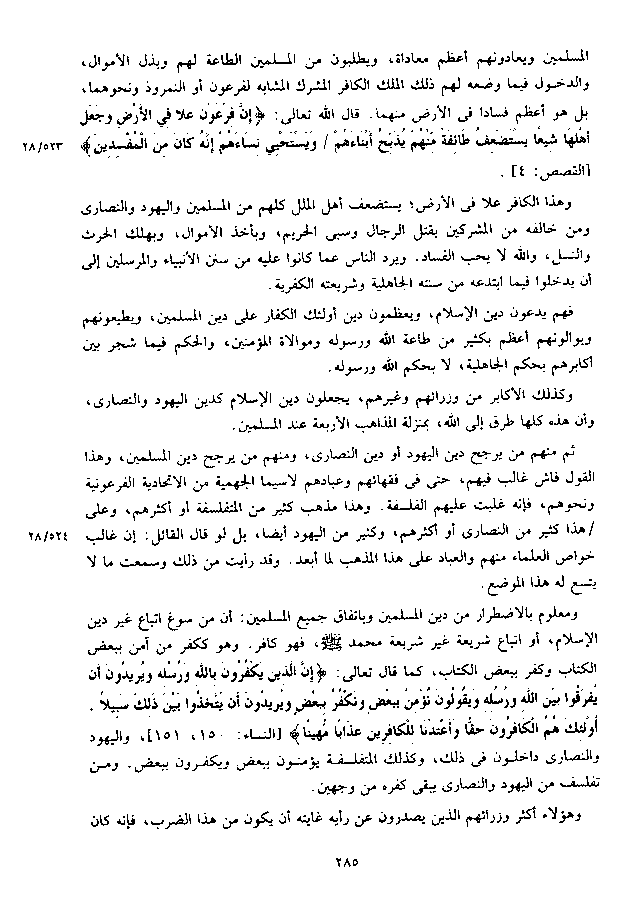 المسلمين ويعادونهم أعظم معاداة، ويطلبون من المسلمين الطاعة لهم وبذل الأموال،
والدخول فيما وضعه لهم ذلك الملك الكافر المشرك المشابه لفرعون أو النمروذ ونحوهما،
بل هو أعظم فسادا فى الأرض منهما. قال الله تعالى: ﴿إِنَّ فِرْعَوْنَ عَلا فِي الأَرْضِ وَجَعَلَ
أَهْلَهَا شِيَعًا يَسْتَضْعِفُ طَائِفَةً مِّنْهُمْ يُذَبِّحُ أَبْنَاءَهُمْ / وَيَسْتَحْيِي نِسَاءَهُمْ إِنَّهُ كَانَ مِنَ الْمُفْسِدِينَ﴾ ٢٨/٥٢٣
[القصص: ٤] .
وهذا الكافر علا فى الأرض؛ يستضعف أهل الملل كلهم من المسلمين واليهود والنصارى
ومن خالفه من المشركين بقتل الرجال وسبى الحريم، ويأخذ الأموال، ويهلك الحرث
والنسل، والله لا يحب الفساد. ويرد الناس عما كانوا عليه من سنن الأنبياء والمرسلين إلى
أن يدخلوا فيما ابتدعه من سنته الجاهلية وشريعته الكفرية.
فهم يدعون دين الإسلام، ويعظمون دين أولئك الكفار على دين المسلمين، ويطيعونهم
ويوالونهم أعظم بكثير من طاعة الله ورسوله وموالاة المؤمنين، والحكم فيما شجر بين
أكابرهم بحكم الجاهلية، لا بحكم الله ورسوله.
وكذلك الأكابر من وزرائهم وغيرهم، يجعلون دين الإسلام كدين اليهود والنصارى،
وأن هذه كلها طرق إلى الله، بمنزلة المذاهب الأربعة عند المسلمين.
ثم منهم من يرجح دين اليهود أو دين النصارى، ومنهم من يرجح دين المسلمين، وهذا
القول فاش غالب فيهم، حتى فى فقهائهم وعبادهم لاسيما الجهمية من الاتحادية الفرعونية
ونحوهم، فإنه غلبت عليهم الفلسفة. وهذا مذهب كثير من المتفلسفة أو أكثرهم، وعلى
/هذا كثير من النصارى أو أكثرهم، وكثير من اليهود أيضا، بل لو قال القائل: إن غالب ٢٨/٥٢٤
خواص العلماء منهم والعباد على هذا المذهب لما أبعد. وقد رأيت من ذلك وسمعت ما لا
يتسع له هذا الموضع.
ومعلوم بالاضطرار من دين المسلمين وباتفاق جميع المسلمين: أن من سوغ اتباع غير دين
الإسلام، أو اتباع شريعة غير شريعة محمد ﷺ، فهو كافر. وهو ككفر من آمن ببعض
الكتاب وكفر ببعض الكتاب، كما قال تعالى: ﴿إِنَّ الَّذِينَ يَكْفُرُونَ بِاللَّهِ وَرُسُلِهِ وَيُرِيدُونَ أَن
يُفَرِّقُوا بَيْنَ اللَّهِ وَرُسُلِهِ وَيَقُولُونَ نُؤْمِنُ بِبَعْضٍ وَنَكْفُرُ بِبَعْضٍ وَيُرِيدُونَ أَن يَتَّخِذُوا بَيْنَ ذَلِكَ سَبِيلاً .
أُوْلَئِكَ هُمُ الْكَافِرُونَ حَقًّا وَأَعْتَدْنَا لِلْكَافِرِينَ عَذَابًا مُّهِينًا﴾ [النساء: ١٥٠، ١٥١]، واليهود
والنصارى داخلون فى ذلك، وكذلك المتفلسفة يؤمنون ببعض ويكفرون ببعض. ومن
تفلسف من اليهود والنصارى يبقى كفره من وجهين.
وهؤلاء أكثر وزرائهم الذين يصدرون عن رأيه غايته أن يكون من هذا الضرب، فإنه كان
٢٨٥